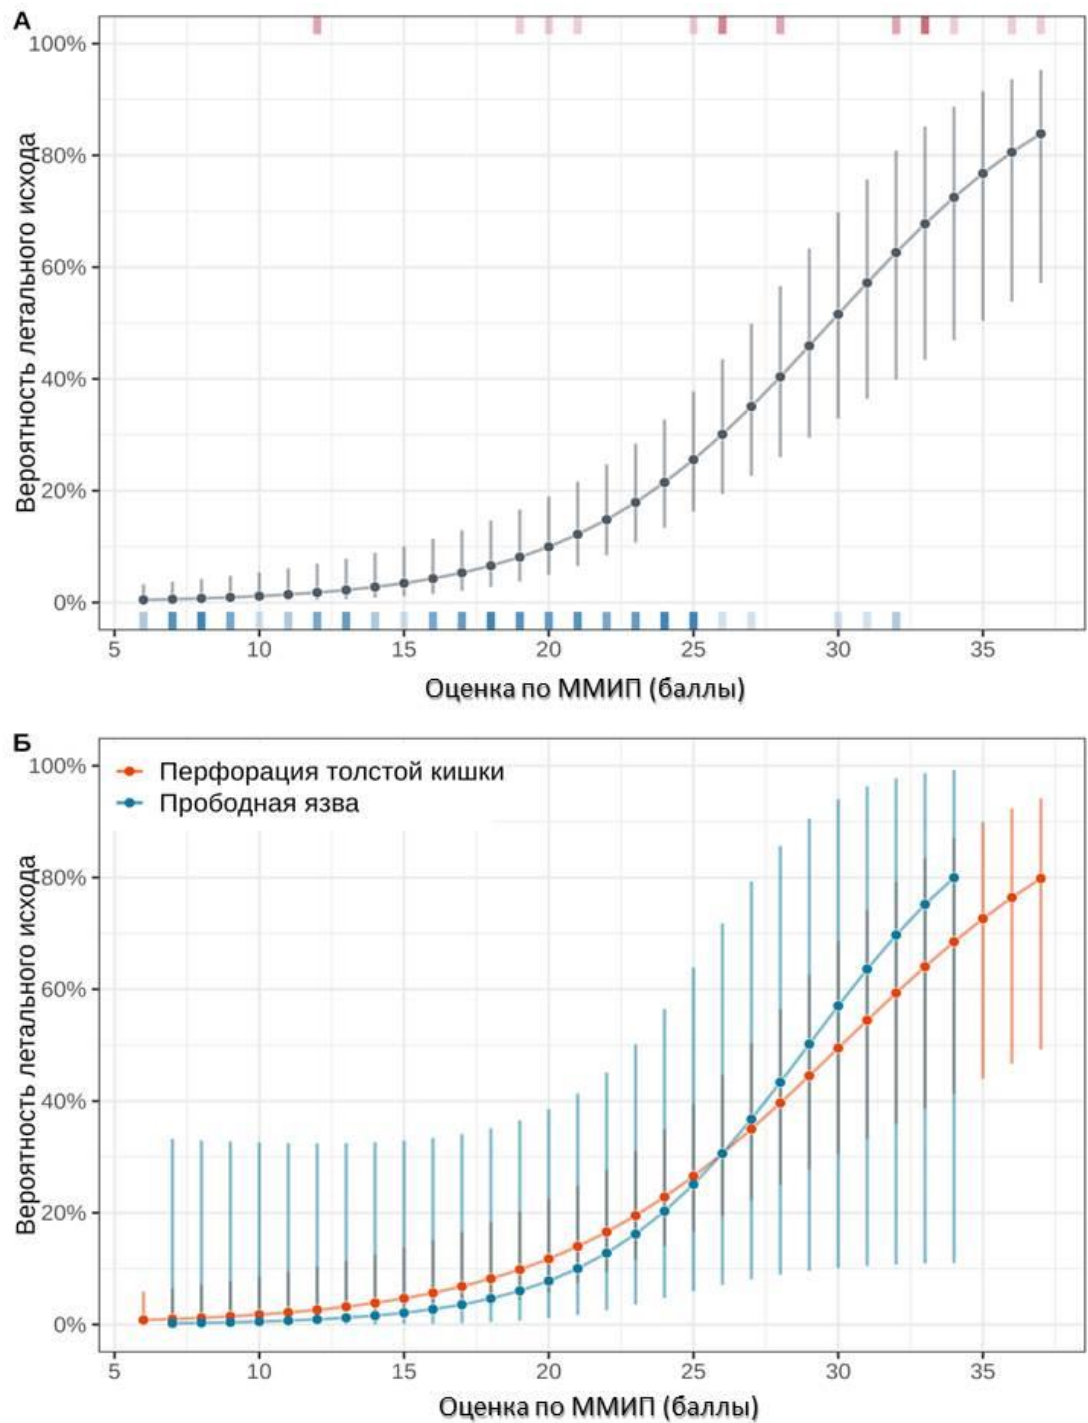 А
100%
80%
60%
40%
20%
0%
Вероятность летального исхода
5 10 15 20 25 30 35
Оценка по ММИП (баллы)
Б
Перфорация толстой кишки
Прободная язва
100%
80%
60%
40%
20%
0%
Вероятность летального исхода
5 10 15 20 25 30 35
Оценка по ММИП (баллы)